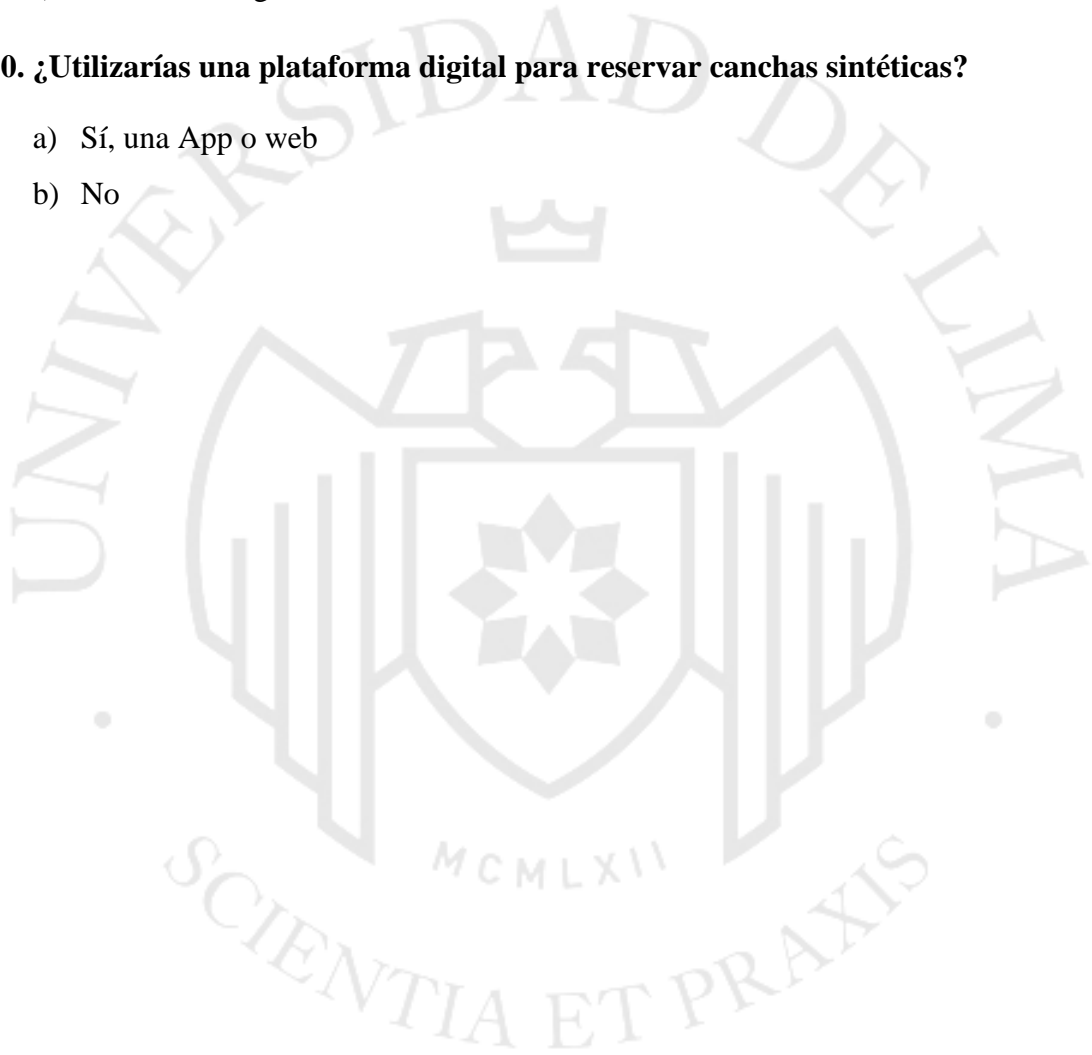 0. ¿Utilizarías una plataforma digital para reservar canchas sintéticas?
a) Sí, una App o web
b) No
UNIVERSIDAD DE LIMA
MCMLXII
SCIENTIA ET PRAXIS